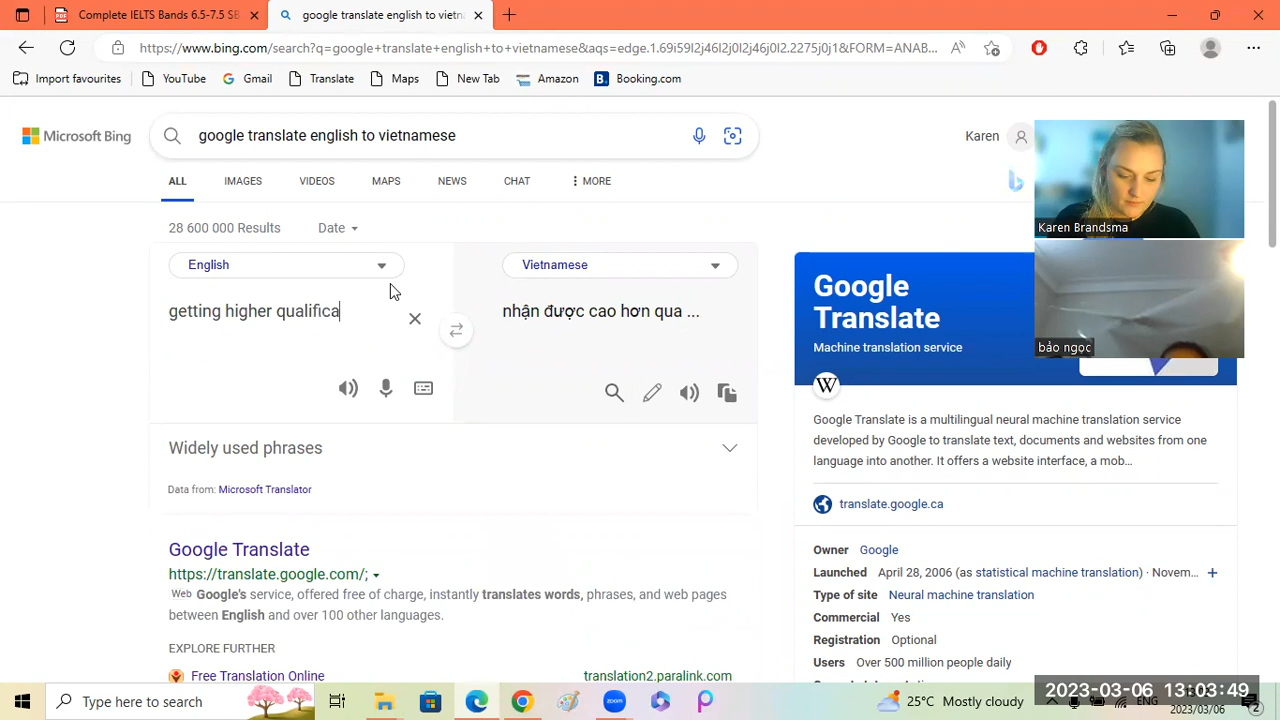 Complete IELTS Bands 6.5-7.5 SB
google translate english to vietn
https://www.bing.com/search?q=google+translate+english+to+vietnamese&aqs=edge.1.69i59l2j46l2j0l2j46j0l2.2275j0j1&FORM=ANAB...
Import favourites
YouTube
Gmail
Translate
Maps
New Tab
Amazon
Booking.com
Microsoft Bing
google translate english to vietnamese
Karen
ALL
IMAGES
VIDEOS
MAPS
NEWS
CHAT
MORE
28 600 000 Results
Date
English
Vietnamese
getting higher qualifica
nhận được cao hơn qua ...
Widely used phrases
Data from: Microsoft Translator
Google Translate
https://translate.google.com/;
Web Google's service, offered free of charge, instantly translates words, phrases, and web pages
between English and over 100 other languages.
EXPLORE FURTHER
Free Translation Online
translation2.paralink.com
Karen Brandsma
bảo ngọc
Google
Translate
Machine translation service
W
Google Translate is a multilingual neural machine translation service
developed by Google to translate text, documents and websites from one
language into another. It offers a website interface, a mob...
translate.google.ca
Owner Google
Launched April 28, 2006 (as statistical machine translation) · Novem...
Type of site Neural machine translation
Commercial Yes
Registration Optional
Users Over 500 million people daily
Type here to search
zoom
25°C Mostly cloudy
ENG
2023-03-06 13:03:49
2023/03/06